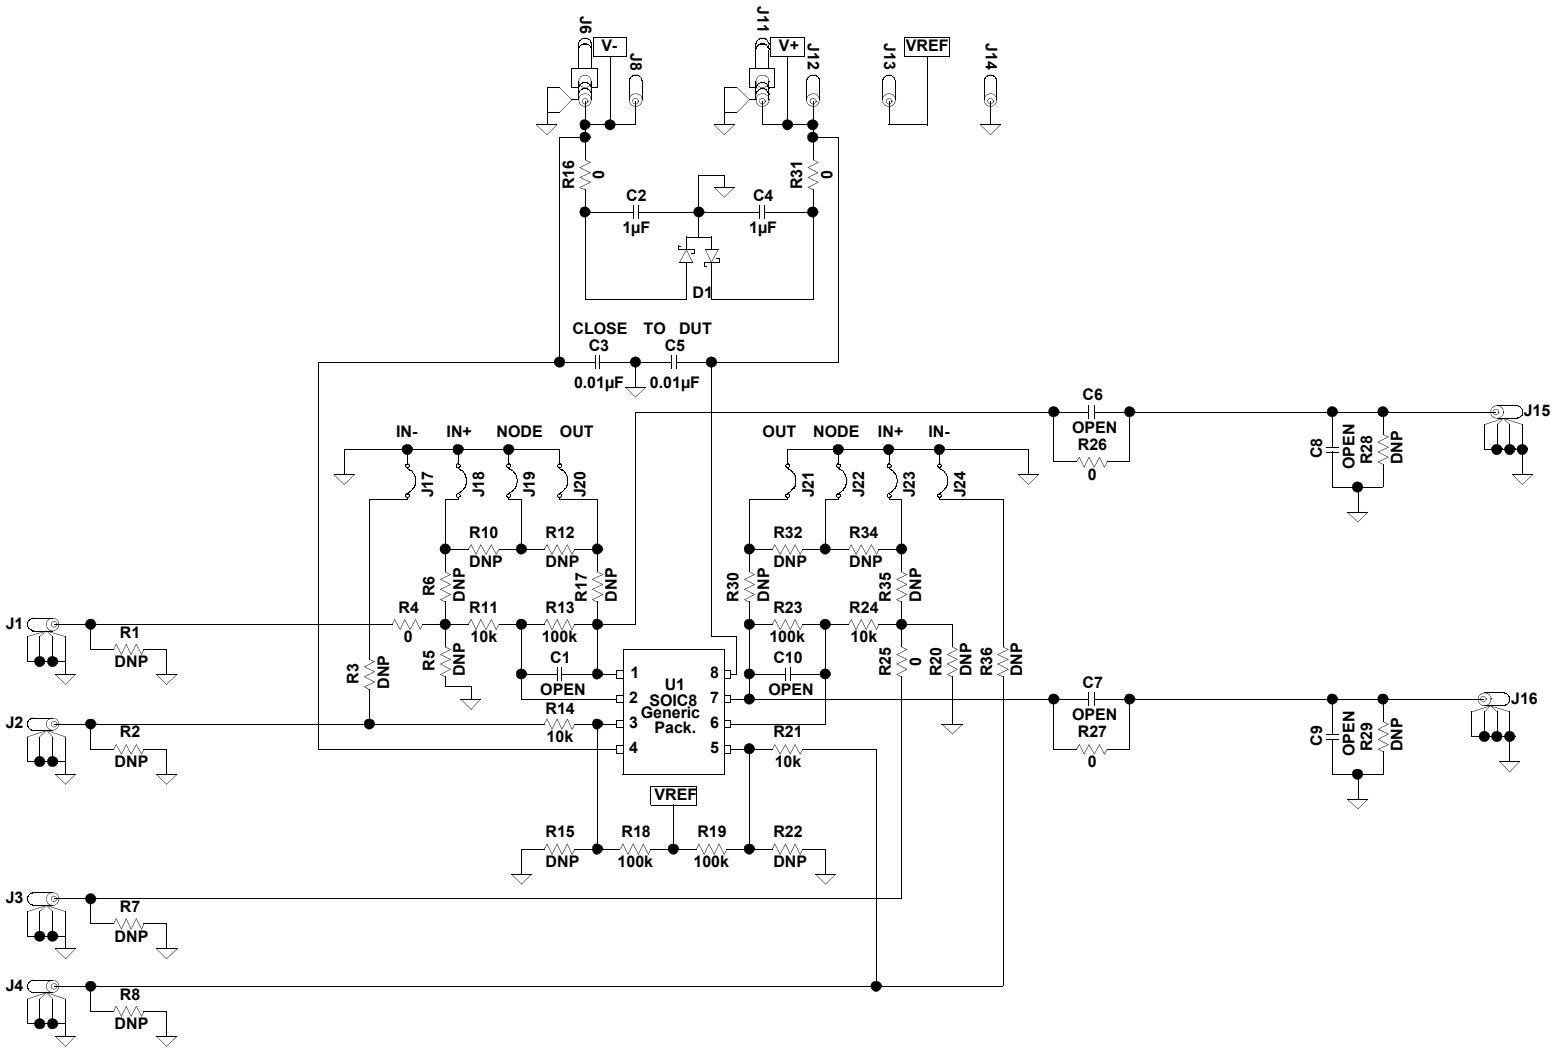 J6
V-
J8
J11
V+
J12
J13
VREF
J14
R16
0
R31
0
C2
1µF
C4
1µF
D1
CLOSE TO DUT
C3
C5
0.01µF
0.01µF
C6
OPEN
R26
0
J15
C8
OPEN
R28
DNP
IN-
IN+
NODE
OUT
OUT
NODE
IN+
IN-
J17
J18
J19
J20
J21
J22
J23
J24
R10
DNP
R12
DNP
R32
DNP
R34
DNP
R6
DNP
R17
DNP
R30
DNP
R35
DNP
J1
R1
DNP
R4
0
R11
10k
R13
100k
R23
100k
R24
10k
R3
DNP
R5
DNP
C1
OPEN
C10
OPEN
R25
0
R20
DNP
R36
DNP
1
2
3
4
U1
SOIC8
Generic
Pack.
8
7
6
5
C7
OPEN
R27
0
J16
C9
OPEN
R29
DNP
J2
R2
DNP
R14
10k
R21
10k
VREF
R15
DNP
R18
100k
R19
100k
R22
DNP
J3
R7
DNP
J4
R8
DNP